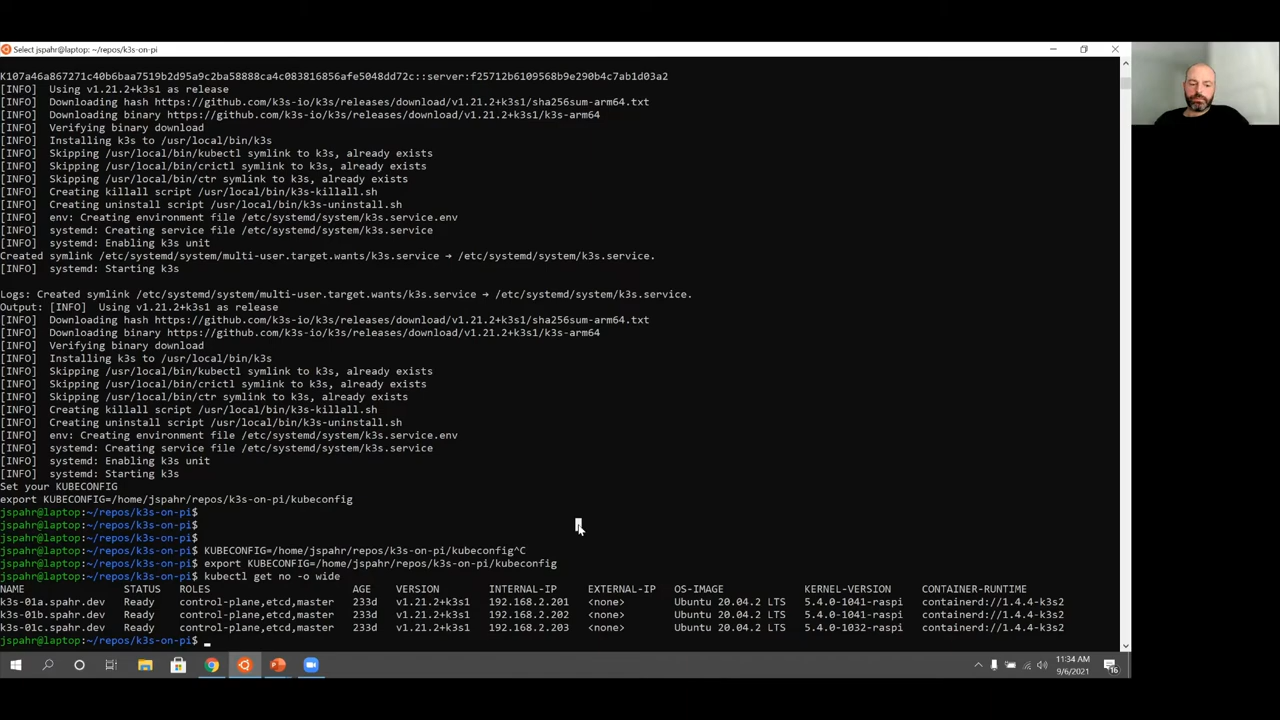 Select jspahr@laptop: ~/repos/k3s-on-pi
K107a46a867271c40b6baa7519b2d95a9c2ba58888ca4c083816856afe5048dd72c::server:f25712b6109568b9e290b4c7ab1d03a2
[INFO]  Using v1.21.2+k3s1 as release
[INFO]  Downloading hash https://github.com/k3s-io/k3s/releases/download/v1.21.2+k3s1/sha256sum-arm64.txt
[INFO]  Downloading binary https://github.com/k3s-io/k3s/releases/download/v1.21.2+k3s1/k3s-arm64
[INFO]  Verifying binary download
[INFO]  Installing k3s to /usr/local/bin/k3s
[INFO]  Skipping /usr/local/bin/kubectl symlink to k3s, already exists
[INFO]  Skipping /usr/local/bin/crictl symlink to k3s, already exists
[INFO]  Skipping /usr/local/bin/ctr symlink to k3s, already exists
[INFO]  Creating killall script /usr/local/bin/k3s-killall.sh
[INFO]  Creating uninstall script /usr/local/bin/k3s-uninstall.sh
[INFO]  env: Creating environment file /etc/systemd/system/k3s.service.env
[INFO]  systemd: Creating service file /etc/systemd/system/k3s.service
[INFO]  systemd: Enabling k3s unit
Created symlink /etc/systemd/system/multi-user.target.wants/k3s.service → /etc/systemd/system/k3s.service.
[INFO]  systemd: Starting k3s
Logs: Created symlink /etc/systemd/system/multi-user.target.wants/k3s.service → /etc/systemd/system/k3s.service.
Output: [INFO]  Using v1.21.2+k3s1 as release
[INFO]  Downloading hash https://github.com/k3s-io/k3s/releases/download/v1.21.2+k3s1/sha256sum-arm64.txt
[INFO]  Downloading binary https://github.com/k3s-io/k3s/releases/download/v1.21.2+k3s1/k3s-arm64
[INFO]  Verifying binary download
[INFO]  Installing k3s to /usr/local/bin/k3s
[INFO]  Skipping /usr/local/bin/kubectl symlink to k3s, already exists
[INFO]  Skipping /usr/local/bin/crictl symlink to k3s, already exists
[INFO]  Skipping /usr/local/bin/ctr symlink to k3s, already exists
[INFO]  Creating killall script /usr/local/bin/k3s-killall.sh
[INFO]  Creating uninstall script /usr/local/bin/k3s-uninstall.sh
[INFO]  env: Creating environment file /etc/systemd/system/k3s.service.env
[INFO]  systemd: Creating service file /etc/systemd/system/k3s.service
[INFO]  systemd: Enabling k3s unit
[INFO]  systemd: Starting k3s
Set your KUBECONFIG
export KUBECONFIG=/home/jspahr/repos/k3s-on-pi/kubeconfig
jspahr@laptop:~/repos/k3s-on-pi$
jspahr@laptop:~/repos/k3s-on-pi$
jspahr@laptop:~/repos/k3s-on-pi$
jspahr@laptop:~/repos/k3s-on-pi$ KUBECONFIG=/home/jspahr/repos/k3s-on-pi/kubeconfig^C
jspahr@laptop:~/repos/k3s-on-pi$ export KUBECONFIG=/home/jspahr/repos/k3s-on-pi/kubeconfig
jspahr@laptop:~/repos/k3s-on-pi$ kubectl get no -o wide
NAME STATUS ROLES AGE VERSION INTERNAL-IP EXTERNAL-IP OS-IMAGE KERNEL-VERSION CONTAINER-RUNTIME
k3s-01a.spahr.dev Ready control-plane,etcd,master 233d v1.21.2+k3s1 192.168.2.201 <none> Ubuntu 20.04.2 LTS 5.4.0-1041-raspi containerd://1.4.4-k3s2
k3s-01b.spahr.dev Ready control-plane,etcd,master 233d v1.21.2+k3s1 192.168.2.202 <none> Ubuntu 20.04.2 LTS 5.4.0-1041-raspi containerd://1.4.4-k3s2
k3s-01c.spahr.dev Ready control-plane,etcd,master 233d v1.21.2+k3s1 192.168.2.203 <none> Ubuntu 20.04.2 LTS 5.4.0-1032-raspi containerd://1.4.4-k3s2
jspahr@laptop:~/repos/k3s-on-pi$
11:34 AM
9/6/2021
16